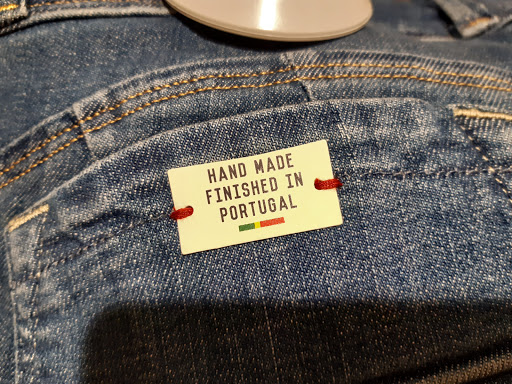 HAND MADE
FINISHED IN
PORTUGAL